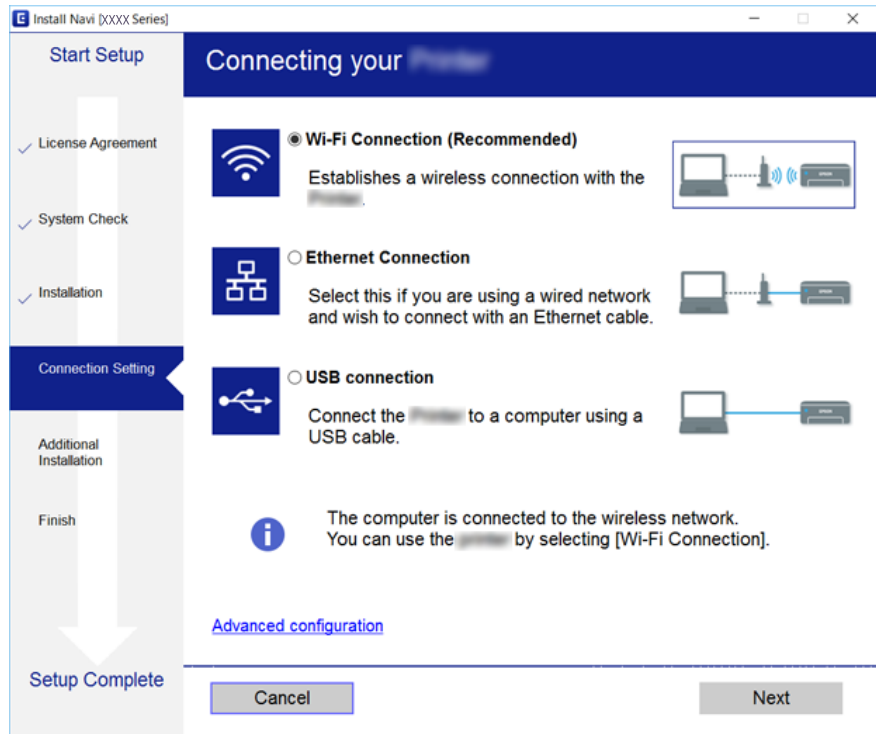 Install Navi [XXXX Series]
Start Setup
License Agreement
System Check
Installation
Connection Setting
Additional
Installation
Finish
Setup Complete
Connecting your
Wi-Fi Connection (Recommended)
Establishes a wireless connection with the
.
Ethernet Connection
Select this if you are using a wired network
and wish to connect with an Ethernet cable.
USB connection
Connect the to a computer using a
USB cable.
The computer is connected to the wireless network.
You can use the by selecting [Wi-Fi Connection].
Advanced configuration
Cancel
Next